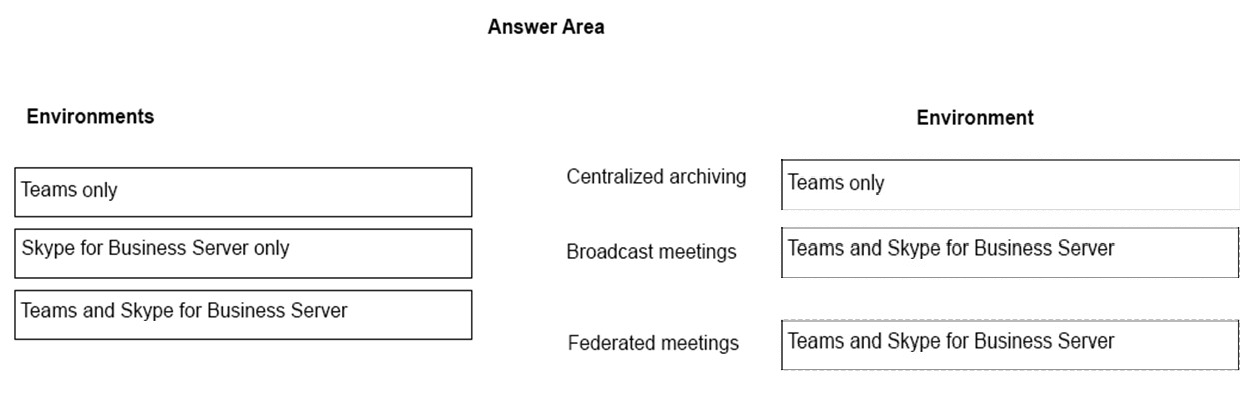 Answer Area
Environments
Environment
Teams only
Skype for Business Server only
Teams and Skype for Business Server
Centralized archiving
Teams only
Broadcast meetings
Teams and Skype for Business Server
Federated meetings
Teams and Skype for Business Server